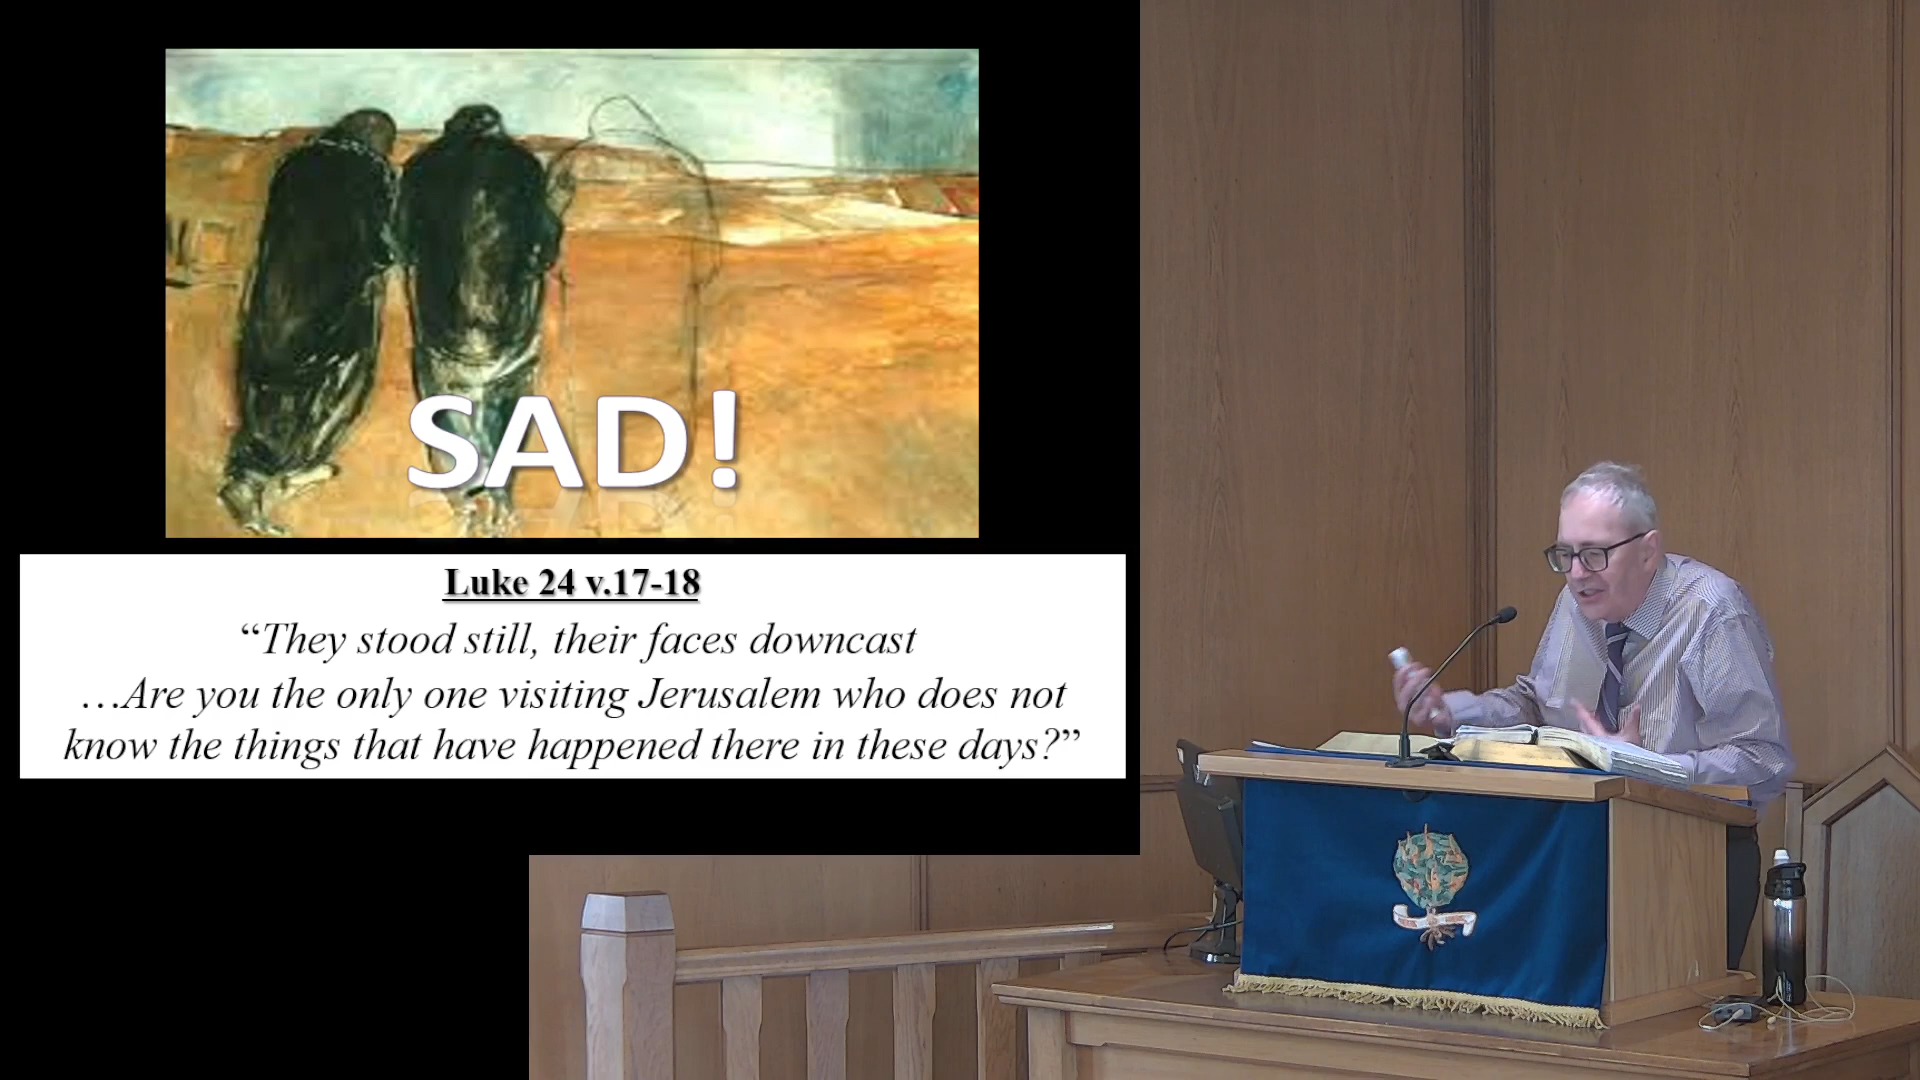 SAD!
Luke 24 v.17-18
“They stood still, their faces downcast
…Are you the only one visiting Jerusalem who does not
know the things that have happened there in these days?”